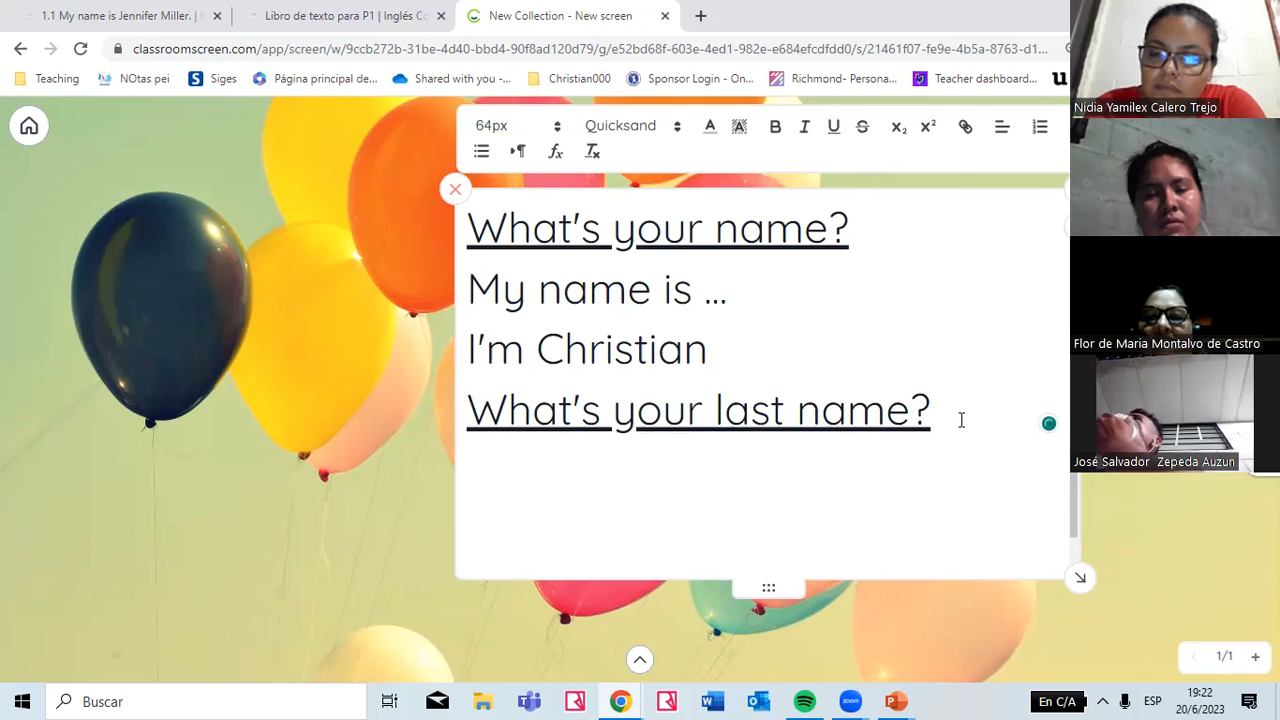 1.1 My name is Jennifer Miller. |
Libro de texto para P1 | Inglés Co
New Collection - New screen
classroomscreen.com/app/screen/w/9ccb272b-31be-4d40-bbd4-90f8ad120d79/g/e52bd68f-603e-4ed1-982e-e684efcdfdd0/s/21461f07-fe9e-4b5a-8763-d1...
Teaching
NOtas pei
Siges
Página principal de...
Shared with you -...
Christian000
Sponsor Login - On...
Richmond- Persona...
Teacher dashboard...
64px
Quicksand
What's your name?
My name is ...
I'm Christian
What's your last name?
Nidia Yamilex Calero Trejo
Flor de Maria Montalvo de Castro
José Salvador Zepeda Auzun
1/1
Buscar
zoom
En C/A
ESP
19:22
20/6/2023